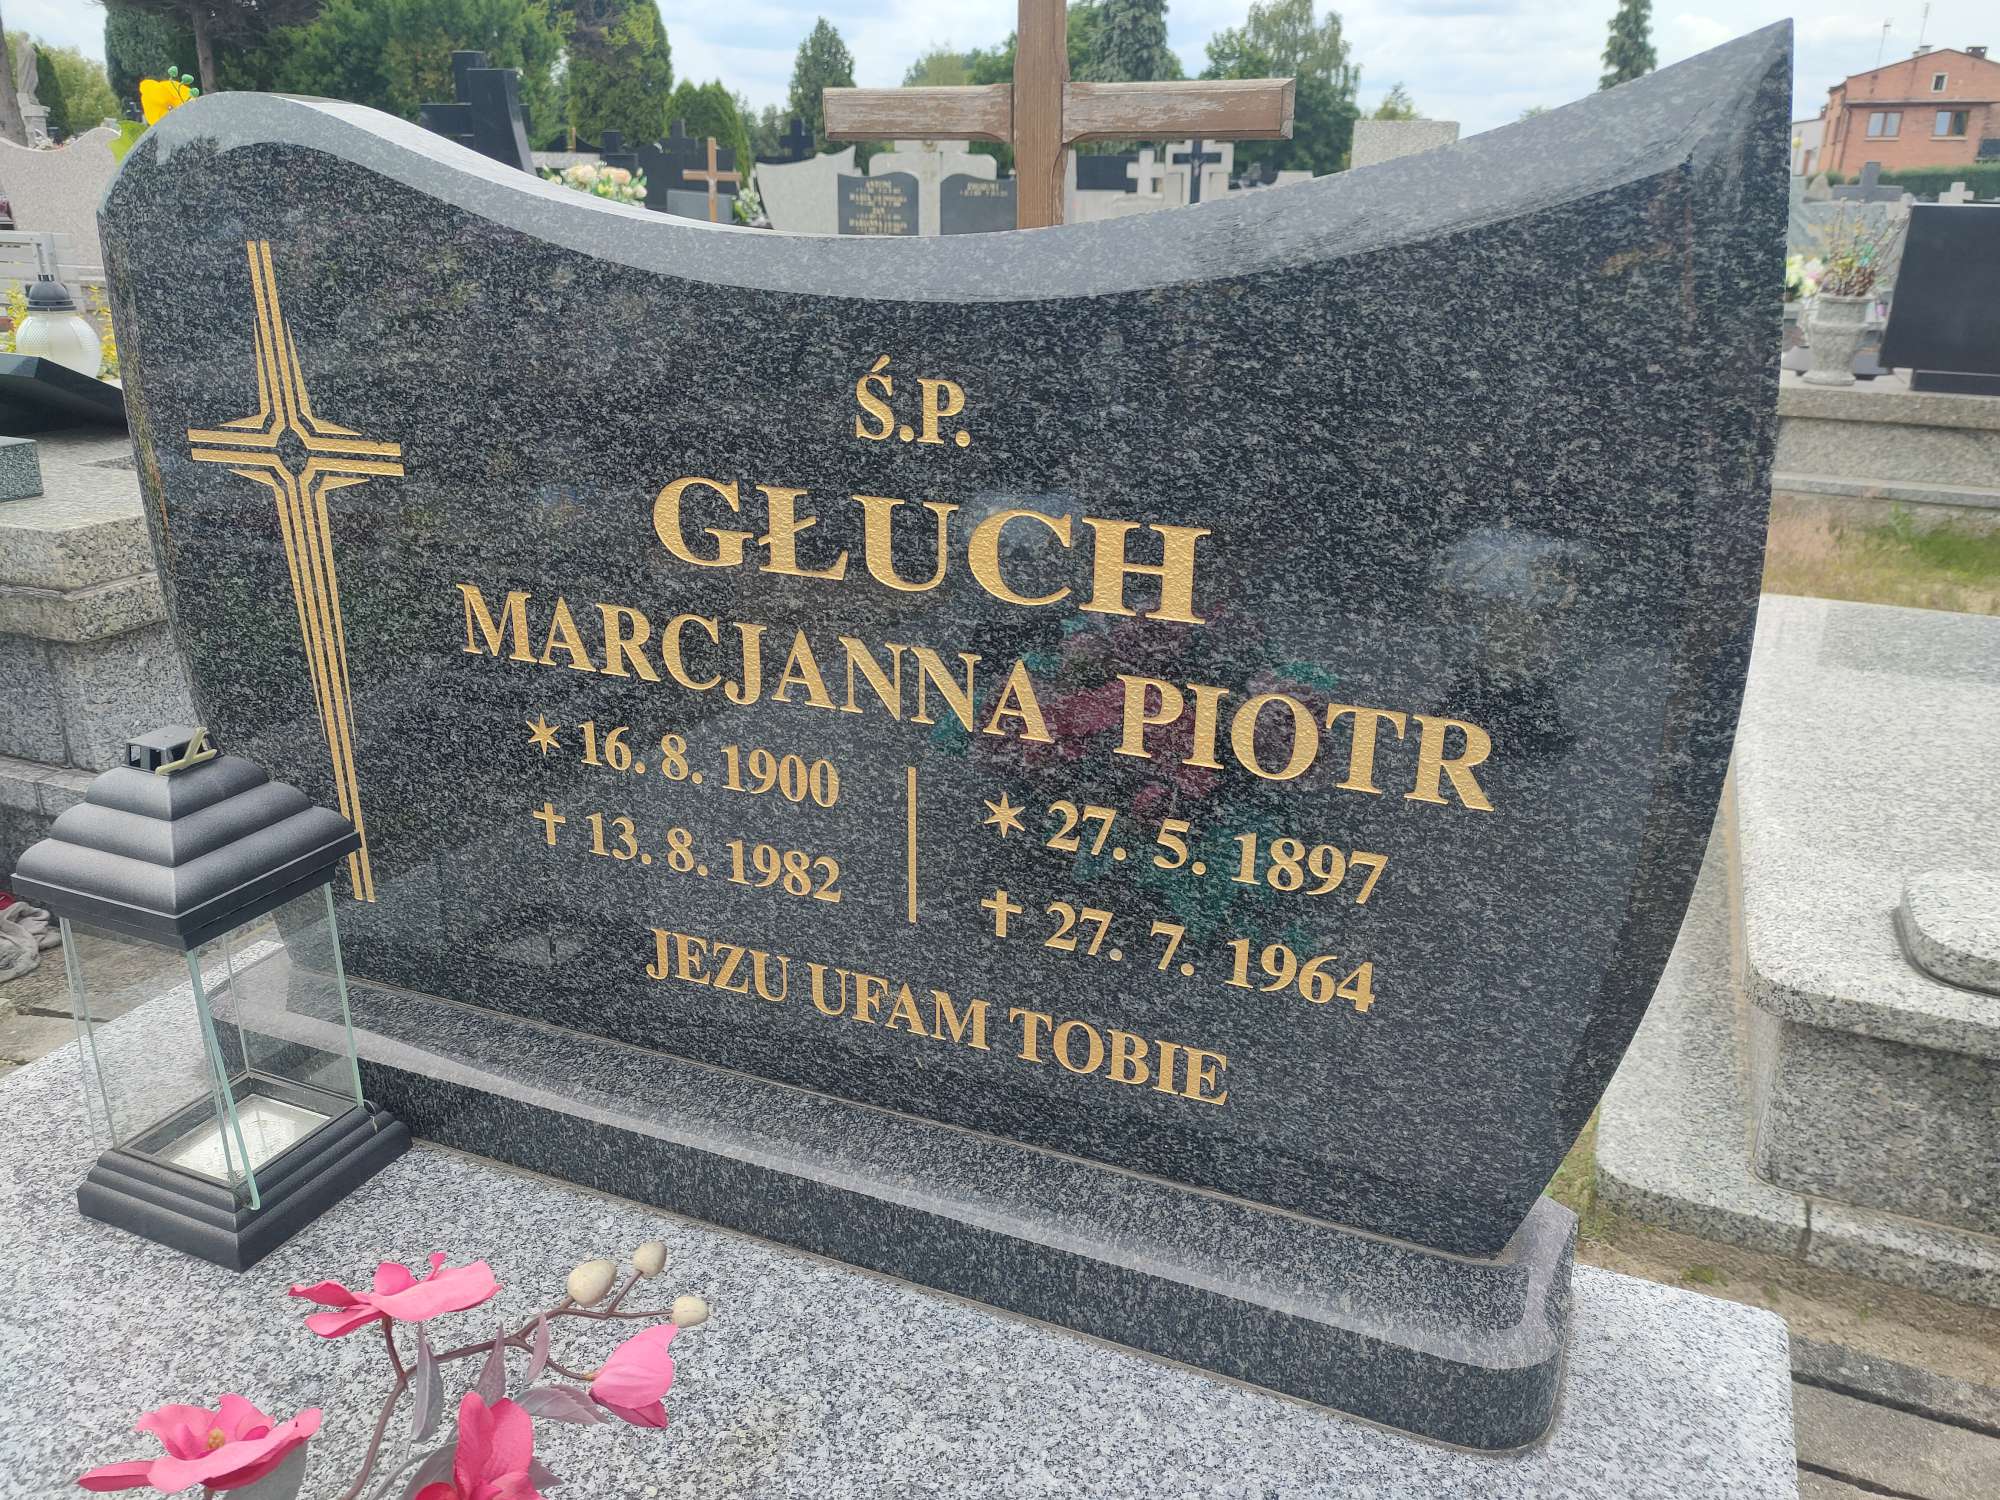 Ś.P.
GŁUCH
MARCJANNA PIOTR
* 16. 8. 1900
✝ 13. 8. 1982
* 27. 5. 1897
✝ 27. 7. 1964
JEZU UFAM TOBIE